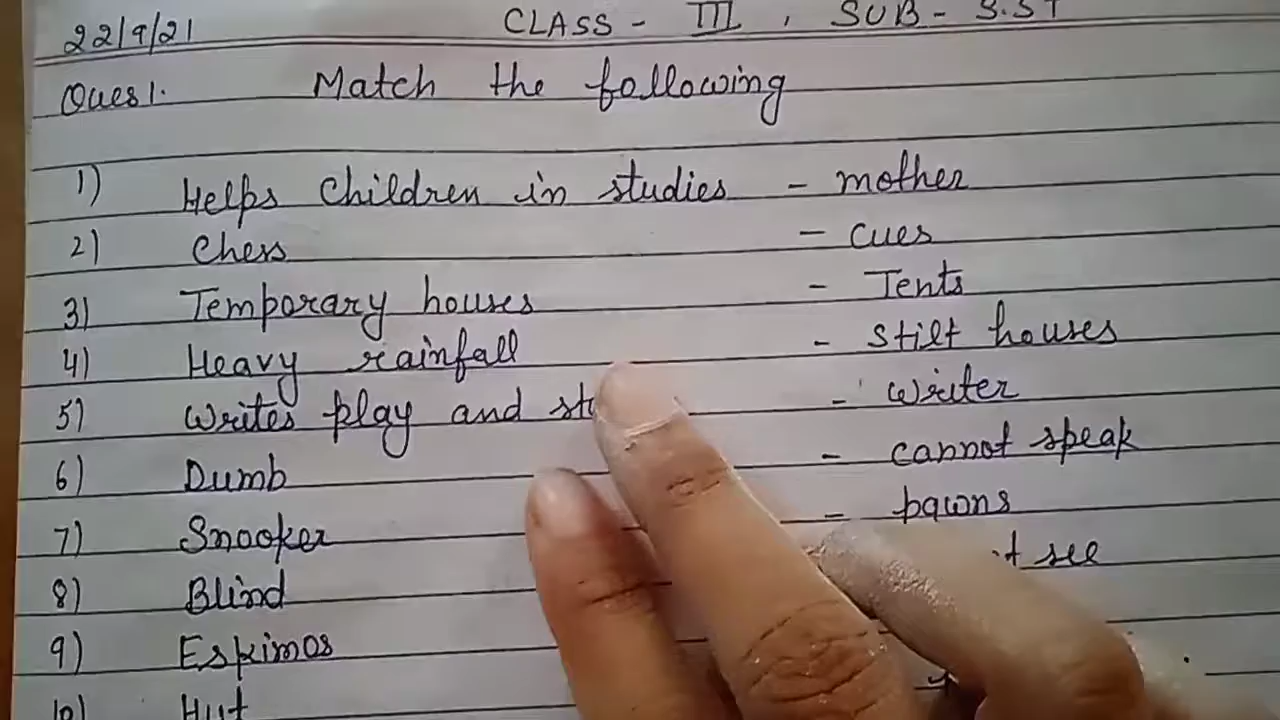 22/9/21 CLASS - III, SUB - S.ST
Ques1. Match the following
1) Helps Children in studies - mother
2) Chess - cues
3) Temporary houses - Tents
4) Heavy rainfall - stilt houses
5) Writes play and - writer
6) Dumb - cannot speak
7) Snooker - pawns
8) Blind see
9) Eskimos
10) Hut